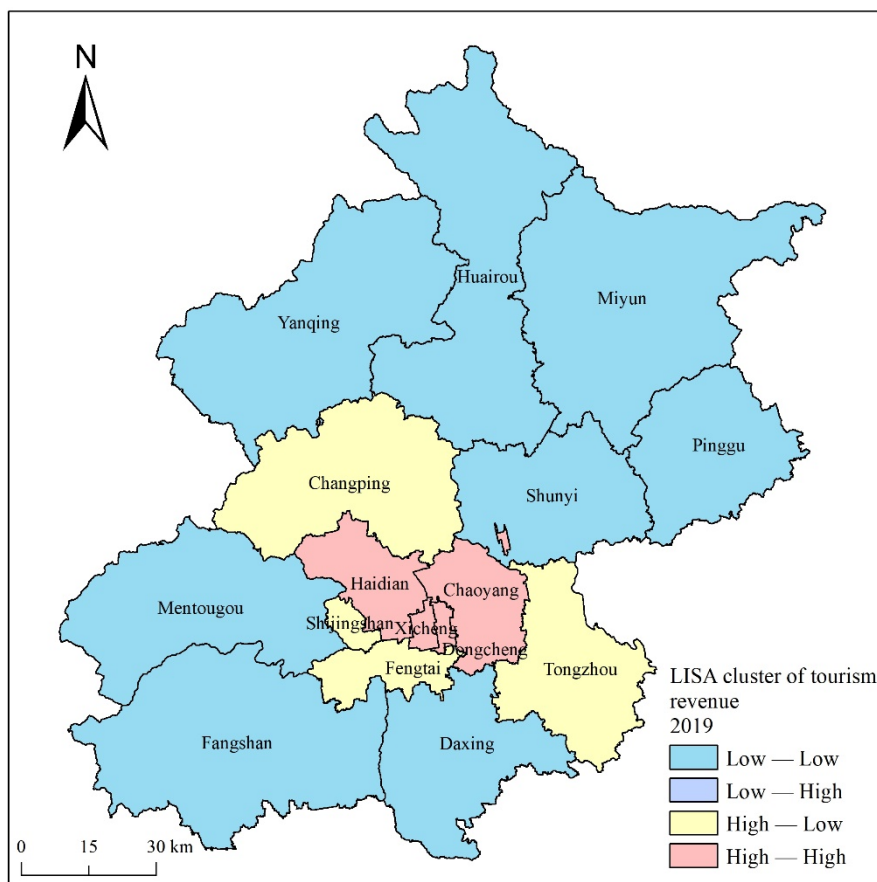 N
Huairou
Miyun
Yanqing
Pinggu
Changping
Shunyi
Haidian
Chaoyang
Mentougou
Shijingshan
Xicheng
Dongcheng
Fengtai
Tongzhou
Fangshan
Daxing
LISA cluster of tourism
revenue
2019
Low — Low
Low — High
High — Low
High — High
0 15 30 km